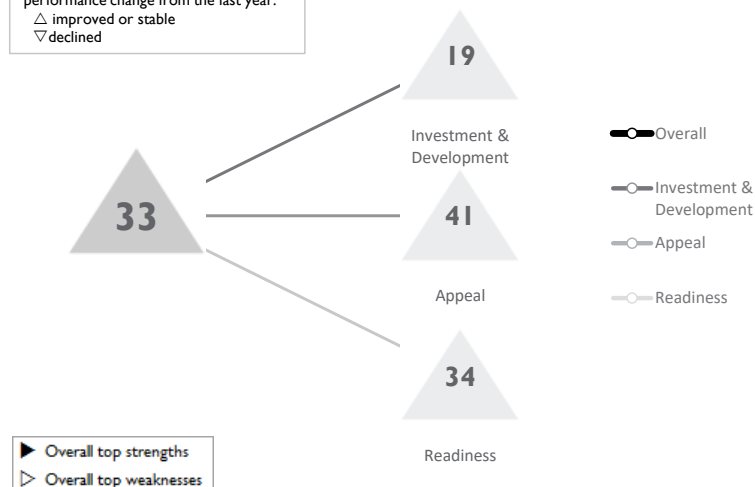 performance change from the last year.
△ improved or stable
▽ declined
19
Investment &
Development
33
41
Appeal
34
Readiness
Overall
Investment &
Development
Appeal
Readiness
▶ Overall top strengths
▷ Overall top weaknesses